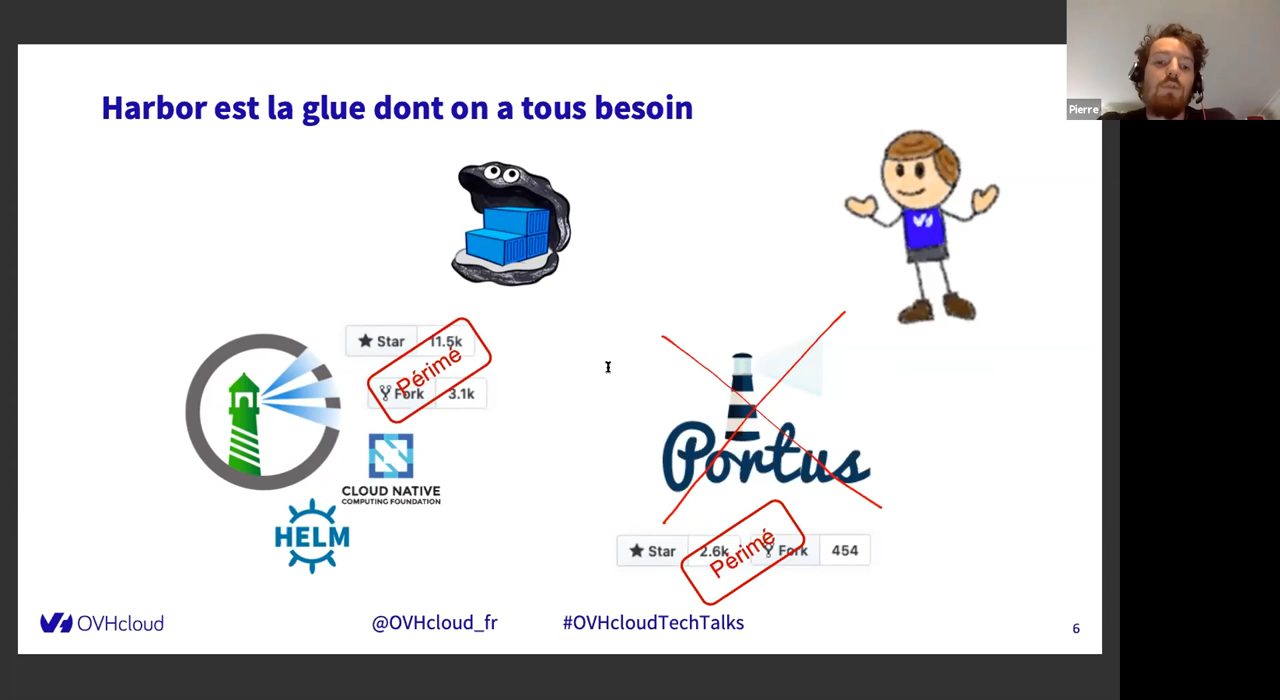 Pierre
Harbor est la glue dont on a tous besoin
Star 11.5k
Périmé
Fork 3.1k
CLOUD NATIVE
COMPUTING FOUNDATION
HELM
Portus
Star 2.6k Fork 454
Périmé
OVHcloud @OVHcloud_fr #OVHcloudTechTalks 6